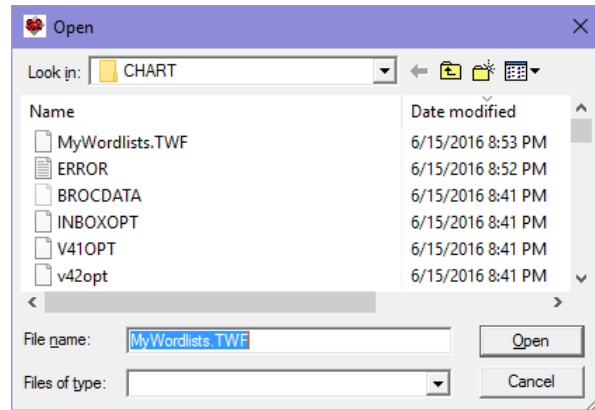 Open
Look in: CHART
Name Date modified
MyWordlists.TWF 6/15/2016 8:53 PM
ERROR 6/15/2016 8:52 PM
BROCDATA 6/15/2016 8:41 PM
INBOXOPT 6/15/2016 8:41 PM
V41OPT 6/15/2016 8:41 PM
v42opt 6/15/2016 8:41 PM
File name: MyWordlists.TWF Open
Files of type: Cancel